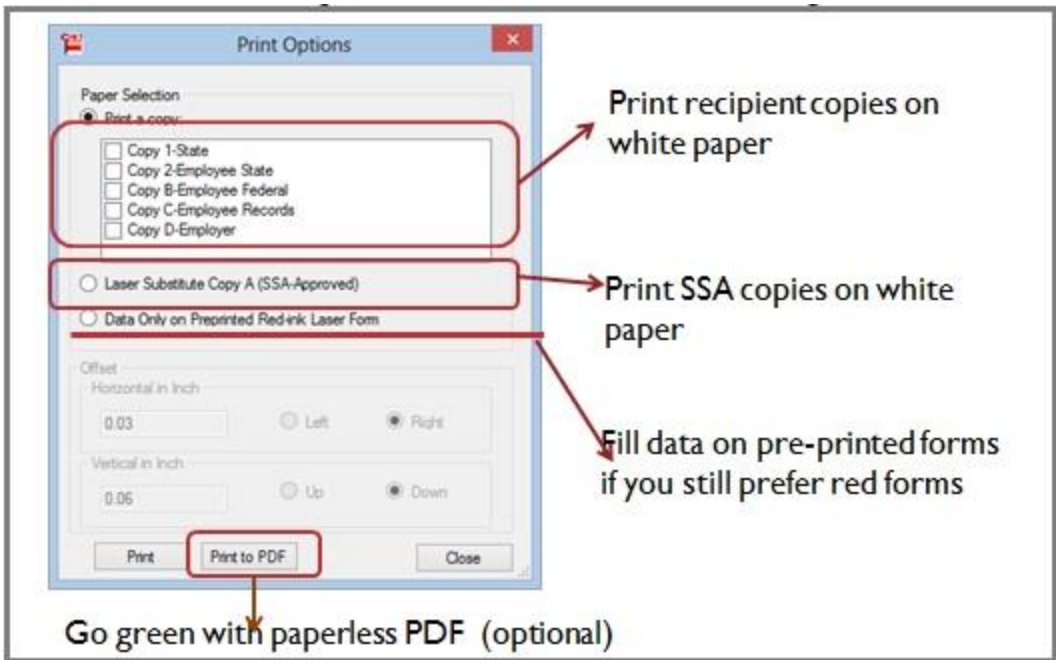 Print Options
Paper Selection
Print a copy:
Copy 1-State
Copy 2-Employee State
Copy B-Employee Federal
Copy C-Employee Records
Copy D-Employer
Print recipient copies on
white paper
Laser Substitute Copy A (SSA-Approved)
Print SSA copies on white
paper
Data Only on Preprinted Red-ink Laser Form
Offset
Horizontal in Inch
0.03
Left
Right
Fill data on pre-printed forms
if you still prefer red forms
Vertical in Inch
0.06
Up
Down
Print
Print to PDF
Close
Go green with paperless PDF (optional)